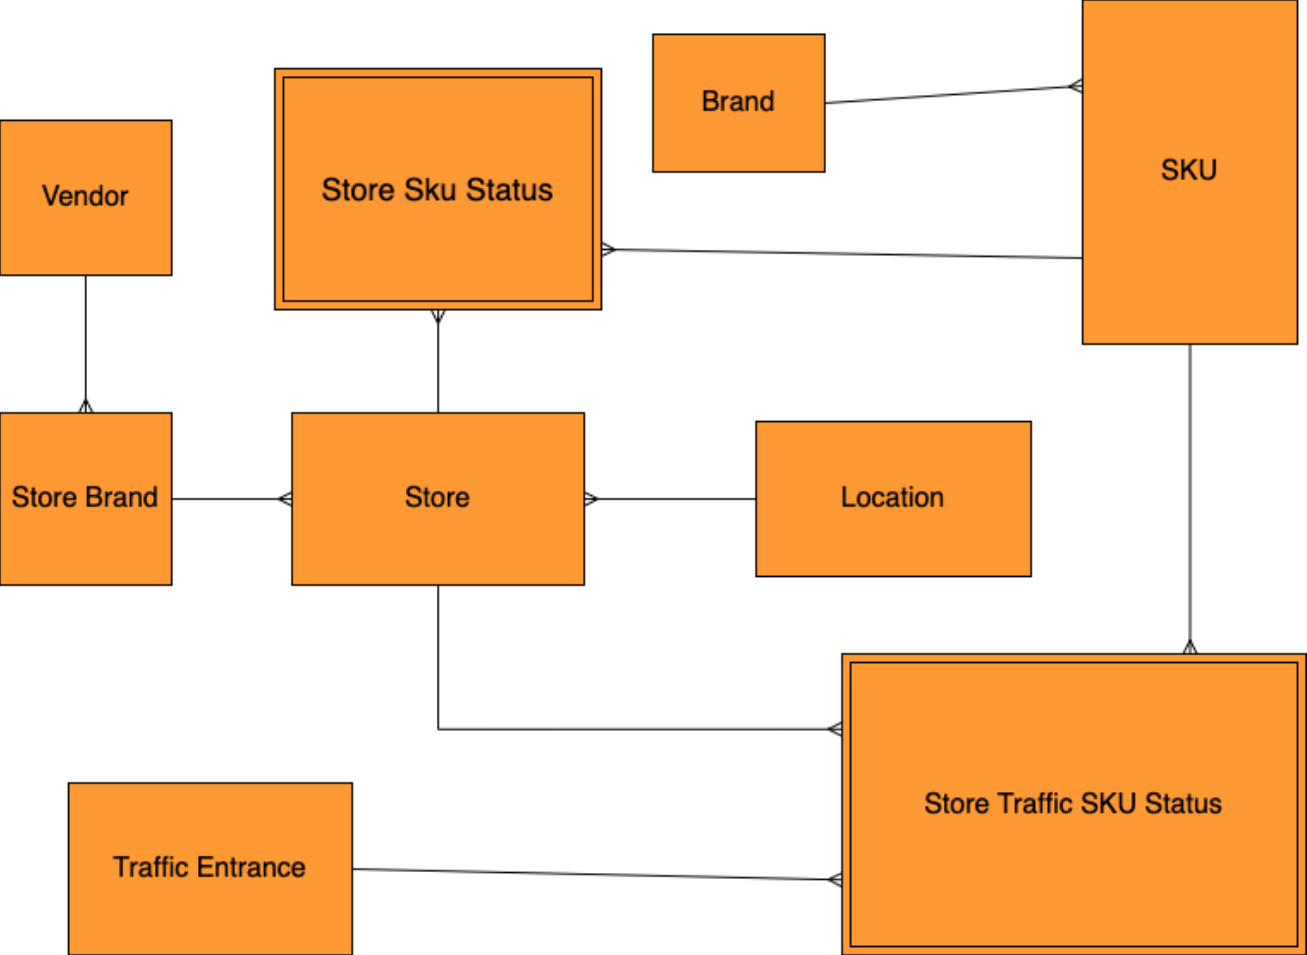 Brand
SKU
Store Sku Status
Vendor
Store Brand
Store
Location
Store Traffic SKU Status
Traffic Entrance